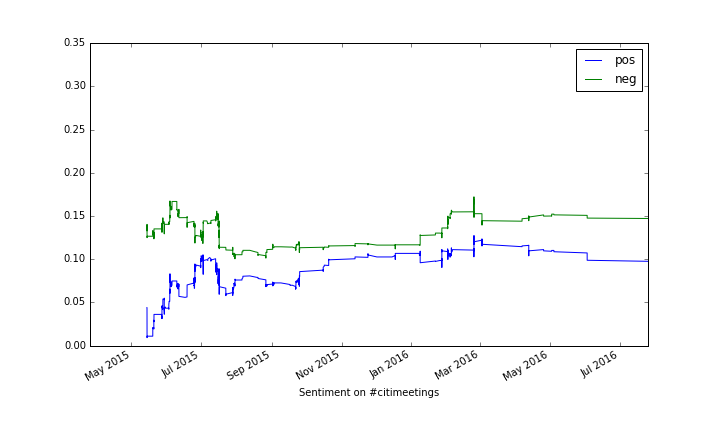 0.35
0.30
0.25
0.20
0.15
0.10
0.05
0.00
pos
neg
May 2015
Jul 2015
Sep 2015
Nov 2015
Jan 2016
Mar 2016
May 2016
Jul 2016
Sentiment on #citimeetings